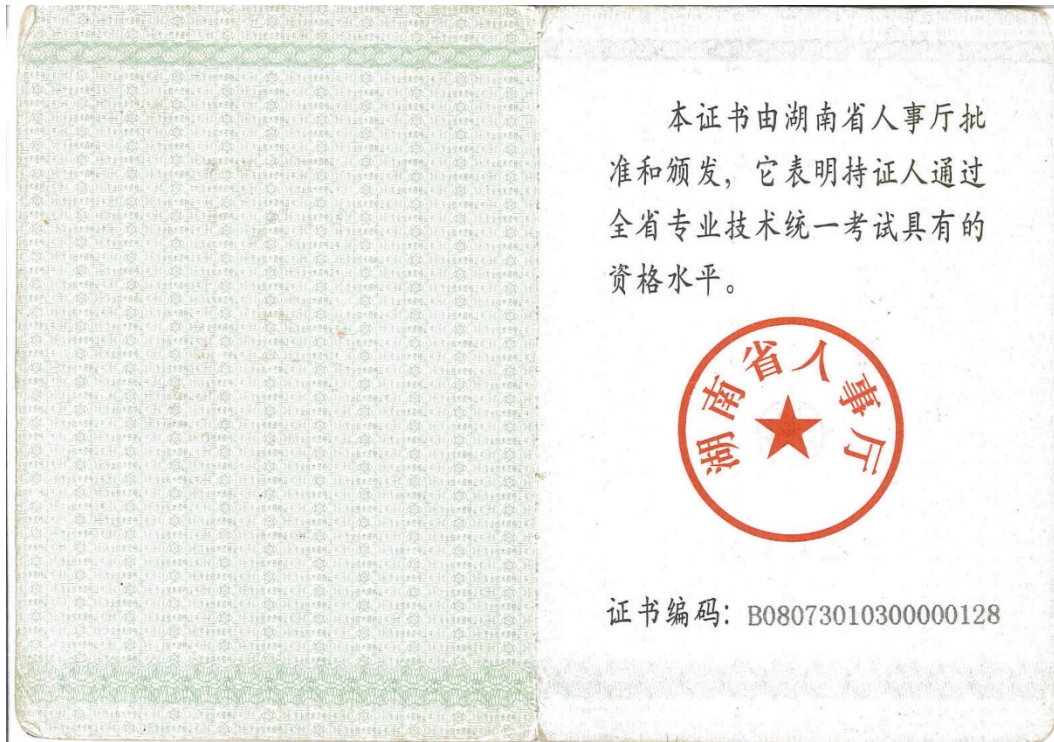 本证书由湖南省人事厅批
准和颁发，它表明持证人通过
全省专业技术统一考试具有的
资格水平。
湖南省人事厅
证书编码：B08073010300000128